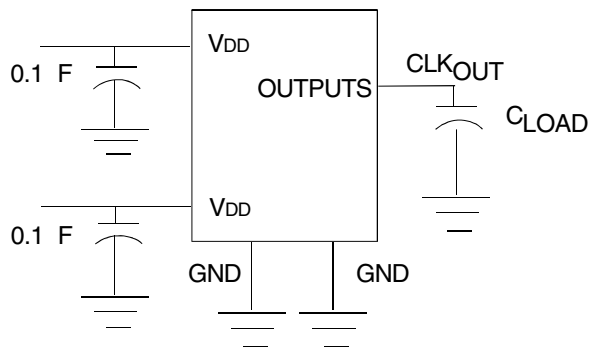 VDD
0.1 F
CLKOUT
OUTPUTS
CLOAD
VDD
0.1 F
GND
GND